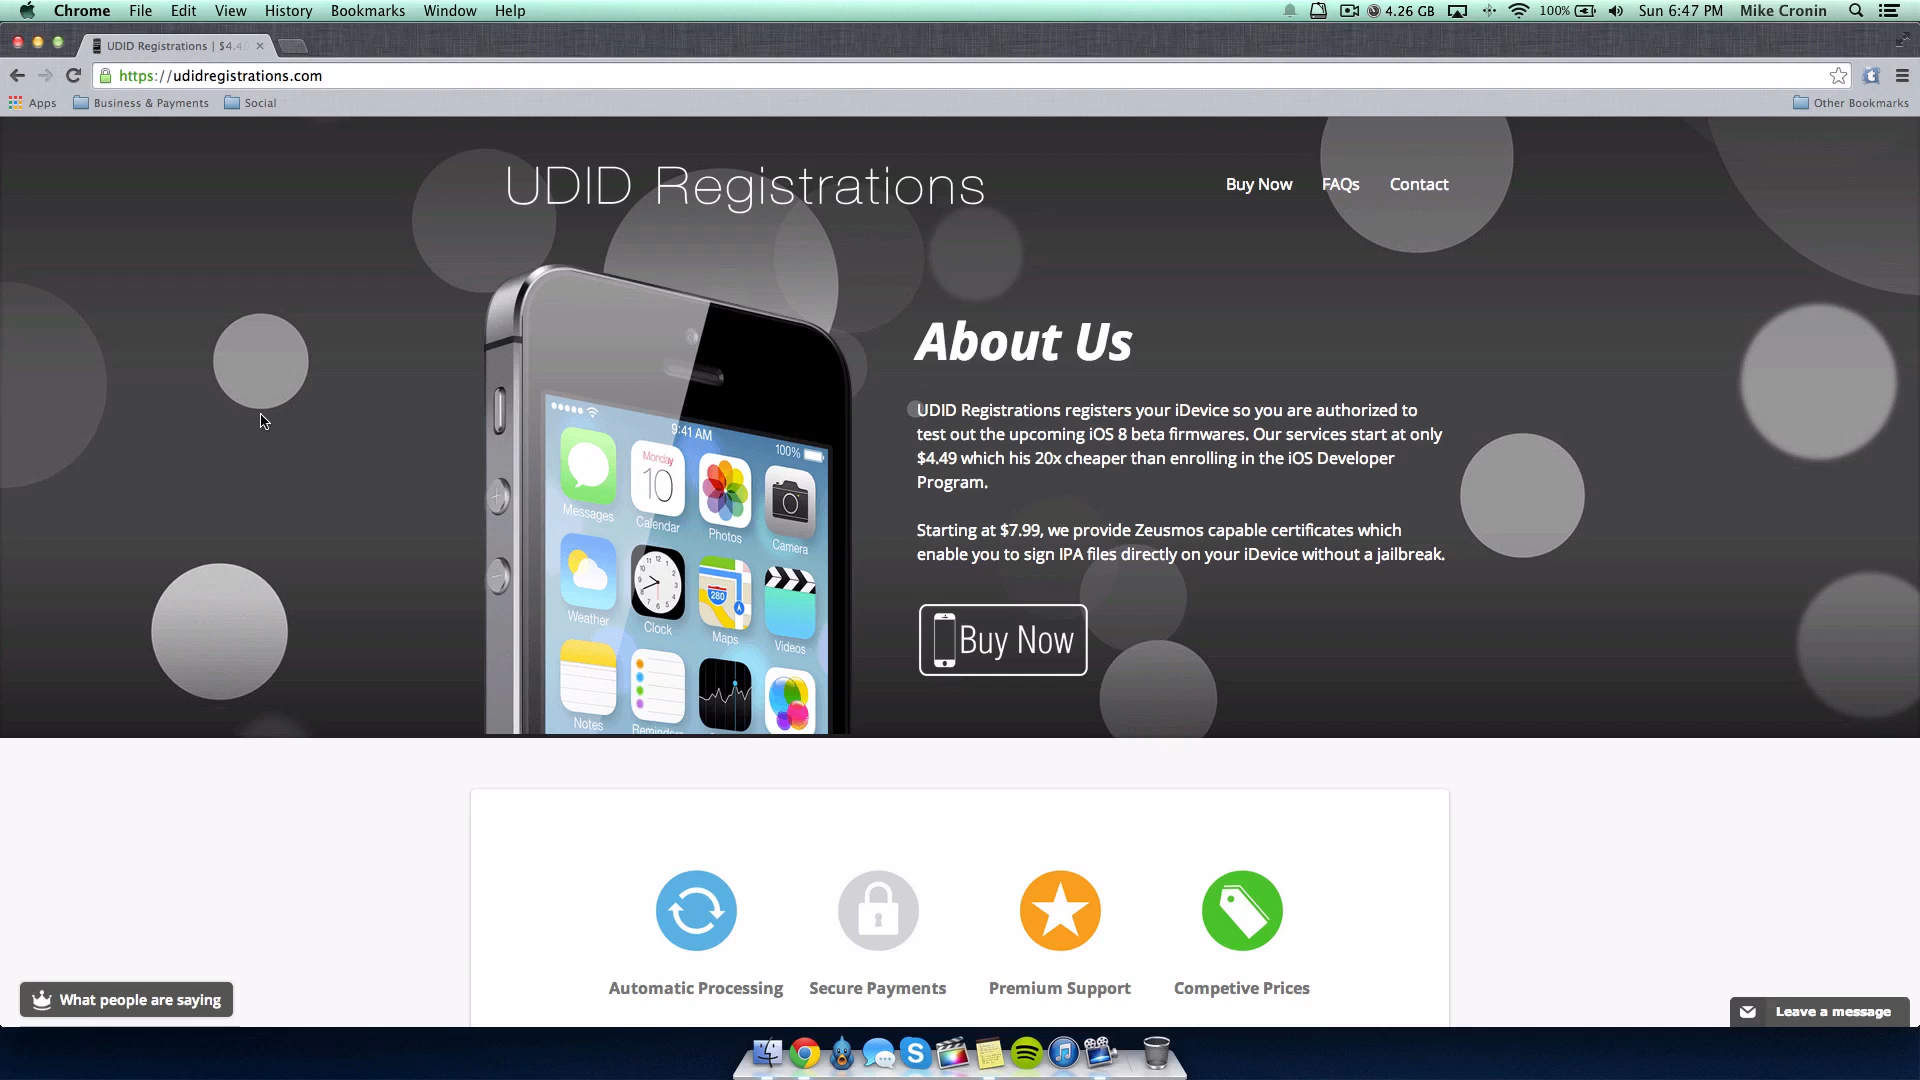 Chrome File Edit View History Bookmarks Window Help 4.26 GB 100% Sun 6:47 PM Mike Cronin
UDID Registrations | $4.4
https://udidregistrations.com
Apps Business & Payments Social Other Bookmarks
UDID Registrations
Buy Now FAQs Contact
About Us
UDID Registrations registers your iDevice so you are authorized to
test out the upcoming iOS 8 beta firmwares. Our services start at only
$4.49 which his 20x cheaper than enrolling in the iOS Developer
Program.
Starting at $7.99, we provide Zeusmos capable certificates which
enable you to sign IPA files directly on your iDevice without a jailbreak.
Buy Now
9:41 AM
100%
Monday
10
Messages Calendar Photos Camera
280
Weather Clock Maps Videos
Notes Reminders
Automatic Processing Secure Payments Premium Support Competive Prices
What people are saying
Leave a message